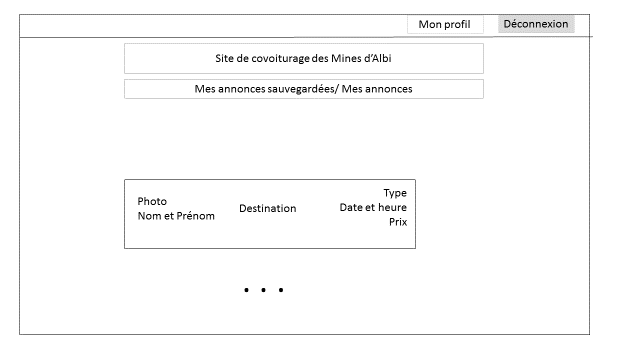 Mon profil
Déconnexion
Site de covoiturage des Mines d'Albi
Mes annonces sauvegardées/ Mes annonces
Photo
Nom et Prénom
Destination
Type
Date et heure
Prix
• • •